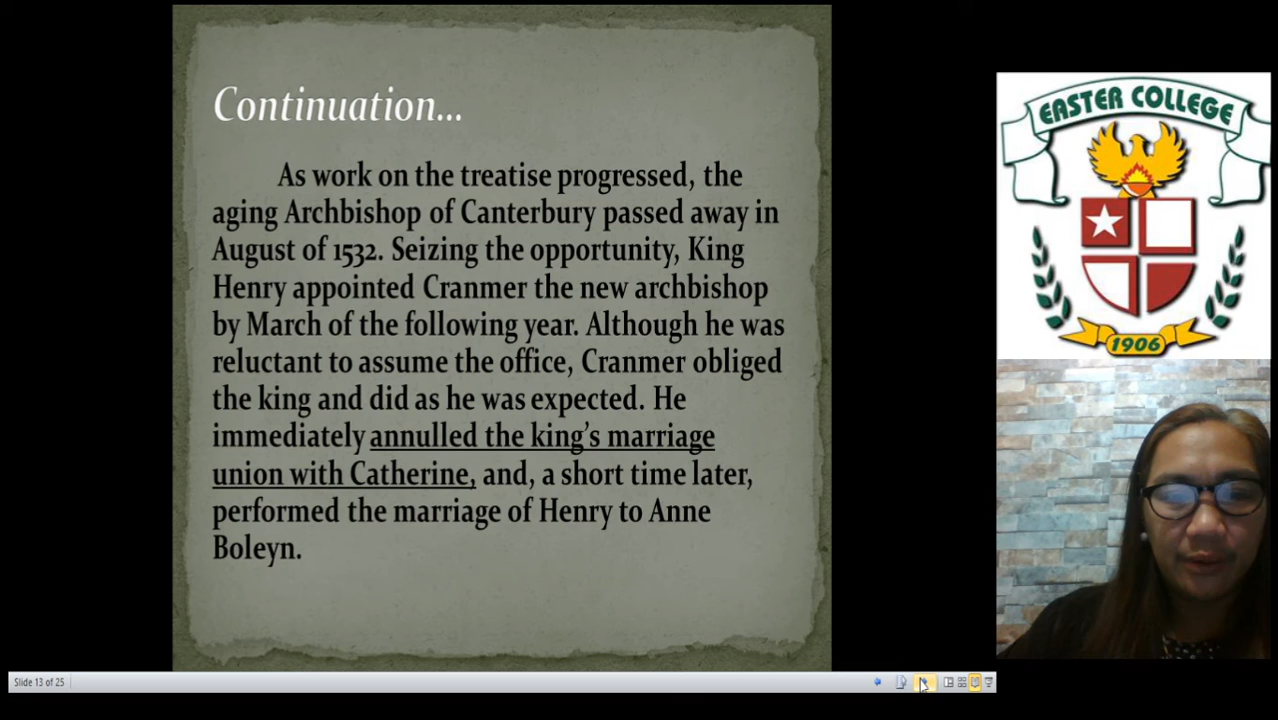 Continuation...
As work on the treatise progressed, the
aging Archbishop of Canterbury passed away in
August of 1532. Seizing the opportunity, King
Henry appointed Cranmer the new archbishop
by March of the following year. Although he was
reluctant to assume the office, Cranmer obliged
the king and did as he was expected. He
immediately annulled the king's marriage
union with Catherine, and, a short time later,
performed the marriage of Henry to Anne
Boleyn.
EASTER COLLEGE
1906
Slide 13 of 25